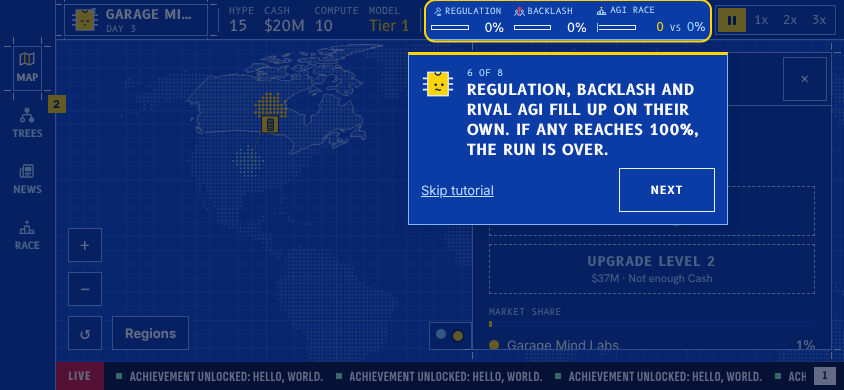 GARAGE MI...
DAY 3
HYPE
15
CASH
$20M
COMPUTE
10
MODEL
Tier 1
REGULATION
0%
BACKLASH
0%
AGI RACE
0 VS 0%
1x 2x 3x
MAP
2
TREES
NEWS
RACE
6 OF 8
REGULATION, BACKLASH AND
RIVAL AGI FILL UP ON THEIR
OWN. IF ANY REACHES 100%,
THE RUN IS OVER.
Skip tutorial
NEXT
×
UPGRADE LEVEL 2
$37M · Not enough Cash
MARKET SHARE
Garage Mind Labs 1%
+
−
↺
Regions
LIVE
ACHIEVEMENT UNLOCKED: HELLO, WORLD. ACHIEVEMENT UNLOCKED: HELLO, WORLD. ACHIEVEMENT UNLOCKED: HELLO, WORLD. ACH
1